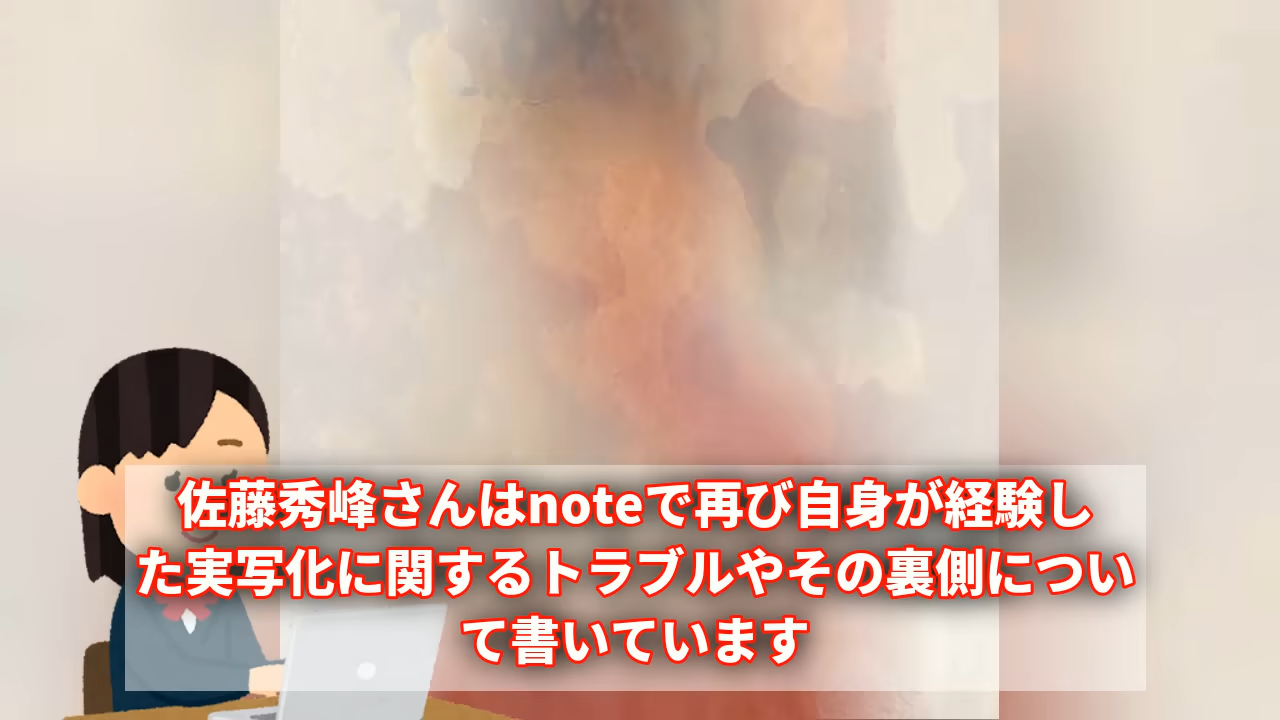 佐藤秀峰さんはnoteで再び自身が経験し
た実写化に関するトラブルやその裏側につい
て書いています